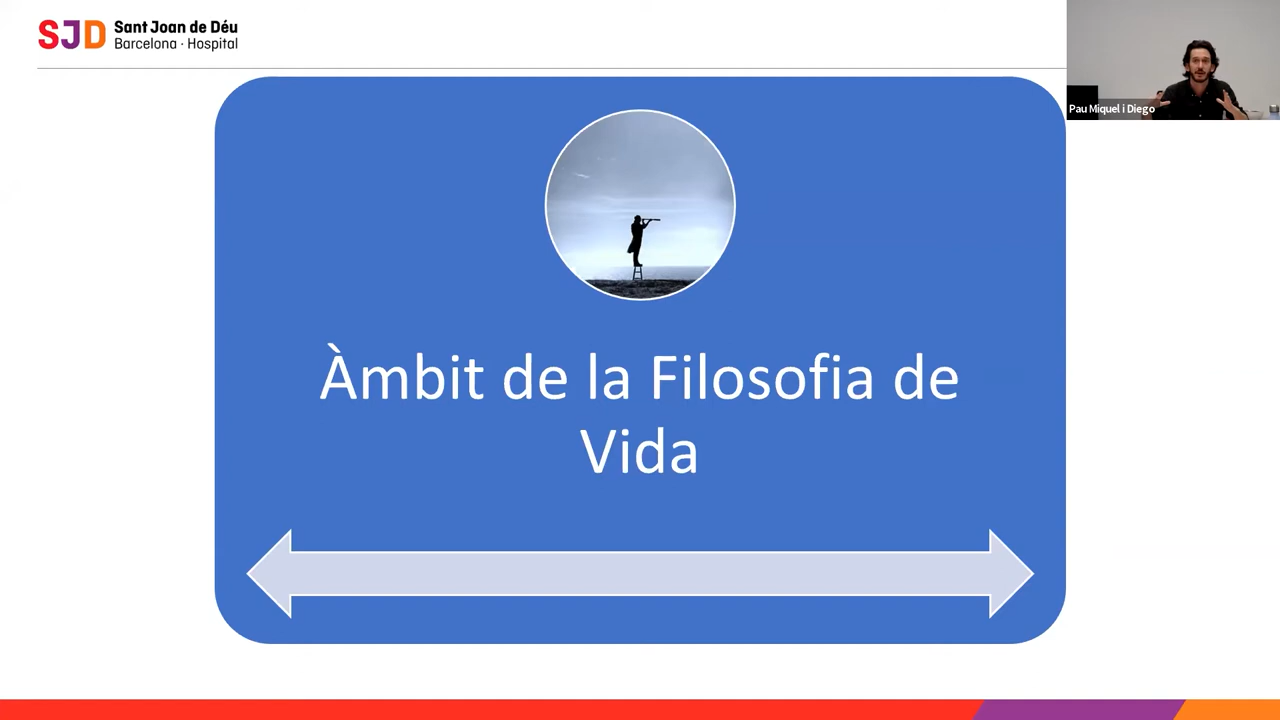 SJD Sant Joan de Déu
Barcelona · Hospital
Pau Miquel i Diego
Àmbit de la Filosofia de
Vida